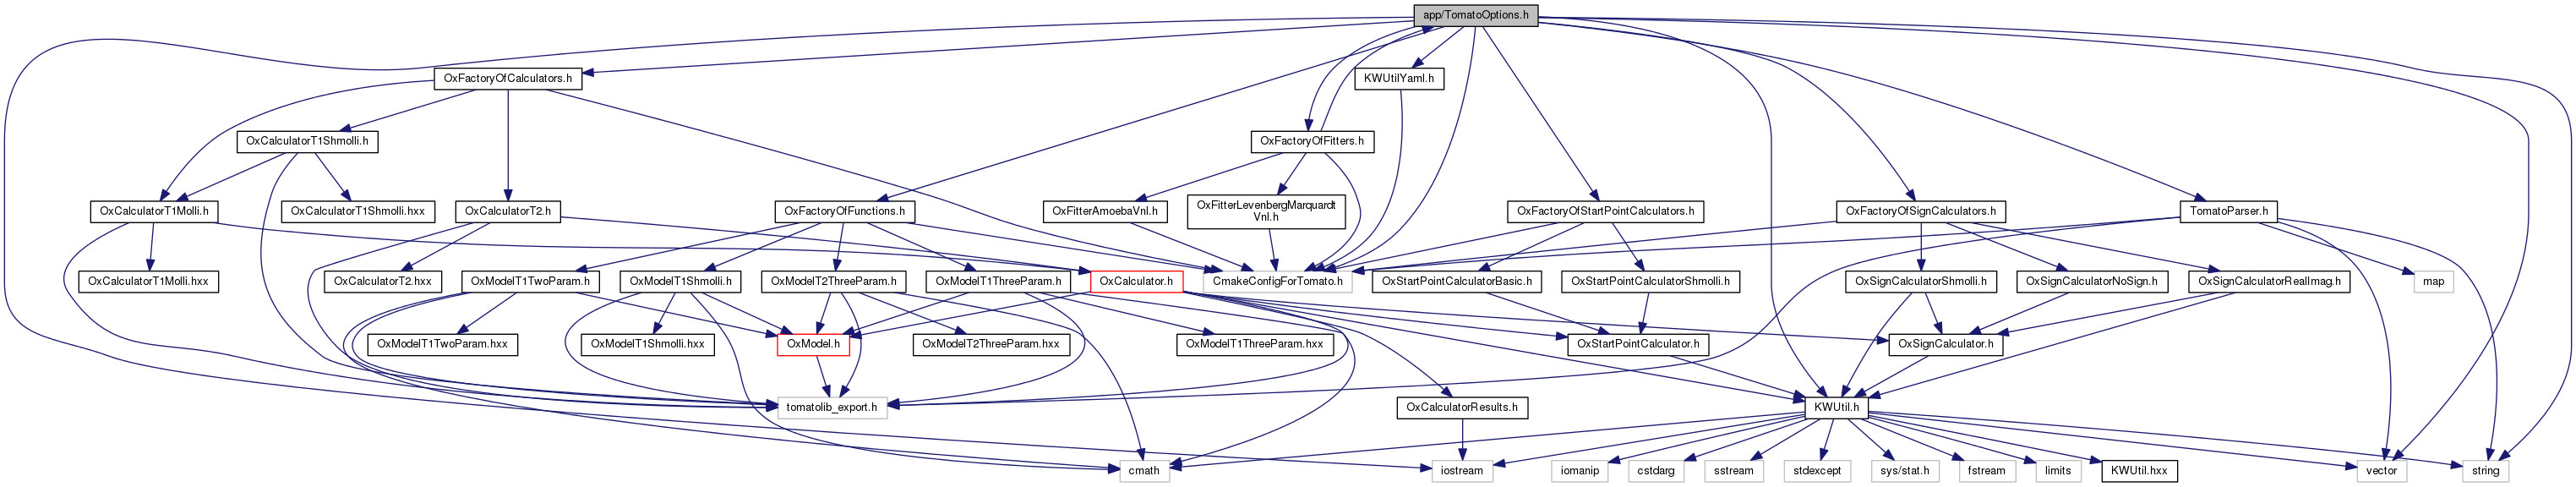 app/TomatoOptions.h
OxFactoryOfCalculators.h
KWUtilYaml.h
OxCalculatorT1Shmolli.h
OxFactoryOfFitters.h
OxCalculatorT1Molli.h
OxCalculatorT1Shmolli.hxx
OxCalculatorT2.h
OxFactoryOfFunctions.h
OxFitterAmoebaVnl.h
OxFitterLevenbergMarquardt
Vnl.h
OxFactoryOfStartPointCalculators.h
OxFactoryOfSignCalculators.h
TomatoParser.h
OxCalculatorT1Molli.hxx
OxCalculatorT2.hxx
OxModelT1TwoParam.h
OxModelT1Shmolli.h
OxModelT2ThreeParam.h
OxModelT1ThreeParam.h
OxCalculator.h
CmakeConfigForTomato.h
OxStartPointCalculatorBasic.h
OxStartPointCalculatorShmolli.h
OxSignCalculatorShmolli.h
OxSignCalculatorNoSign.h
OxSignCalculatorRealImag.h
map
OxModelT1TwoParam.hxx
OxModelT1Shmolli.hxx
OxModel.h
OxModelT2ThreeParam.hxx
OxModelT1ThreeParam.hxx
OxStartPointCalculator.h
OxSignCalculator.h
tomatolib_export.h
OxCalculatorResults.h
KWUtil.h
cmath
iostream
iomanip
cstdarg
sstream
stdexcept
sys/stat.h
fstream
limits
KWUtil.hxx
vector
string